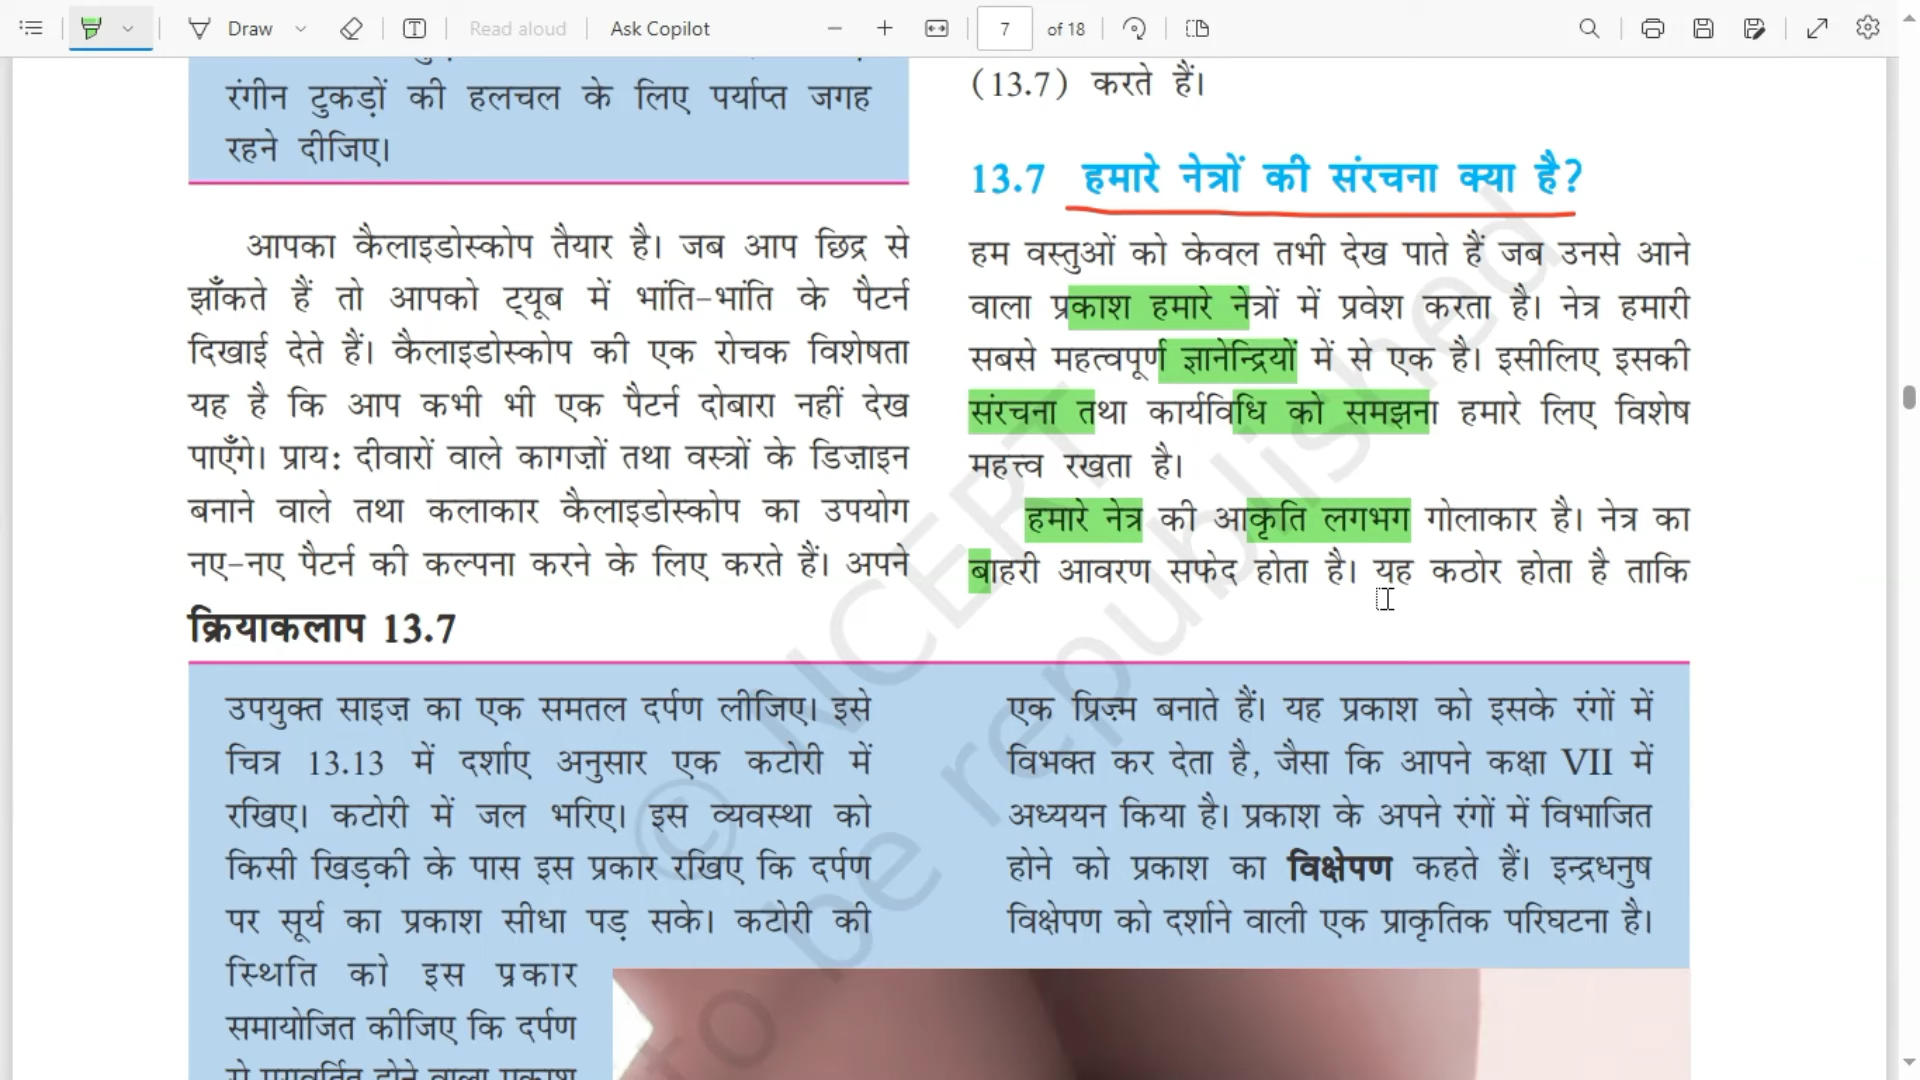 Draw
Read aloud
Ask Copilot
7
of 18
रंगीन टुकड़ों की हलचल के लिए पर्याप्त जगह
रहने दीजिए।
आपका कैलाइडोस्कोप तैयार है। जब आप छिद्र से
झाँकते हैं तो आपको ट्यूब में भांति-भांति के पैटर्न
दिखाई देते हैं। कैलाइडोस्कोप की एक रोचक विशेषता
यह है कि आप कभी भी एक पैटर्न दोबारा नहीं देख
पाएँगे। प्राय: दीवारों वाले कागज़ों तथा वस्त्रों के डिज़ाइन
बनाने वाले तथा कलाकार कैलाइडोस्कोप का उपयोग
नए-नए पैटर्न की कल्पना करने के लिए करते हैं। अपने
(13.7) करते हैं।
13.7 हमारे नेत्रों की संरचना क्या है?
हम वस्तुओं को केवल तभी देख पाते हैं जब उनसे आने
वाला प्रकाश हमारे नेत्रों में प्रवेश करता है। नेत्र हमारी
सबसे महत्वपूर्ण ज्ञानेन्द्रियों में से एक है। इसीलिए इसकी
संरचना तथा कार्यविधि को समझना हमारे लिए विशेष
महत्त्व रखता है।
हमारे नेत्र की आकृति लगभग गोलाकार है। नेत्र का
बाहरी आवरण सफेद होता है। यह कठोर होता है ताकि
क्रियाकलाप 13.7
उपयुक्त साइज़ का एक समतल दर्पण लीजिए। इसे
चित्र 13.13 में दर्शाए अनुसार एक कटोरी में
रखिए। कटोरी में जल भरिए। इस व्यवस्था को
किसी खिड़की के पास इस प्रकार रखिए कि दर्पण
पर सूर्य का प्रकाश सीधा पड़ सके। कटोरी की
स्थिति को इस प्रकार
समायोजित कीजिए कि दर्पण
एक प्रिज़्म बनाते हैं। यह प्रकाश को इसके रंगों में
विभक्त कर देता है, जैसा कि आपने कक्षा VII में
अध्ययन किया है। प्रकाश के अपने रंगों में विभाजित
होने को प्रकाश का विक्षेपण कहते हैं। इन्द्रधनुष
विक्षेपण को दर्शाने वाली एक प्राकृतिक परिघटना है।
© NCERT
to be republished